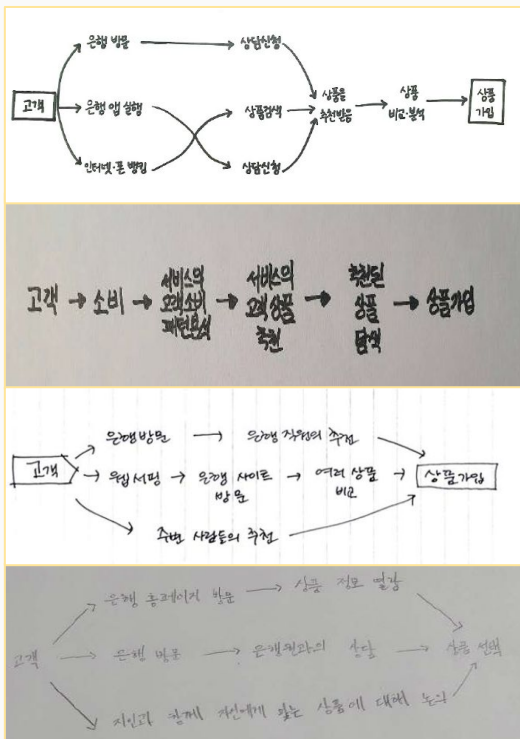 은행 방문 상담신청
고객 은행 앱 실행 상품검색 상품을 추천받음 상품 비교·분석 상품 가입
인터넷·폰 뱅킹 상담신청
고객 → 소비 → 서비스의 고객소비 패턴분석 → 서비스의 고객 상품 추천 → 추천된 상품 탐색 → 상품가입
은행방문 → 은행 직원의 추천
고객 → 웹서핑 → 은행 사이트 방문 → 여러 상품 비교 → 상품가입
주변 사람들의 추천
은행 홈페이지 방문 → 상품 정보 열람
고객 → 은행 방문 → 은행원과의 상담 → 상품 선택
지인과 함께 자신에게 맞는 상품에 대해 논의